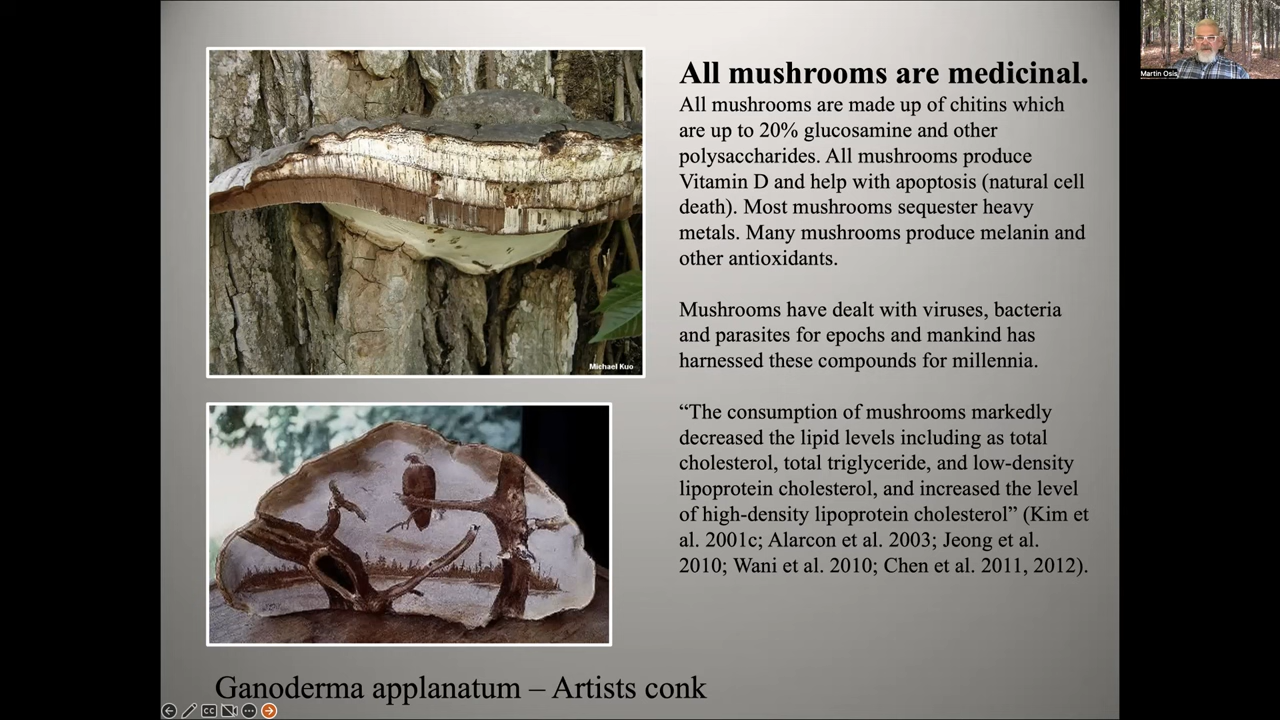 All mushrooms are medicinal.
All mushrooms are made up of chitins which
are up to 20% glucosamine and other
polysaccharides. All mushrooms produce
Vitamin D and help with apoptosis (natural cell
death). Most mushrooms sequester heavy
metals. Many mushrooms produce melanin and
other antioxidants.
Mushrooms have dealt with viruses, bacteria
and parasites for epochs and mankind has
harnessed these compounds for millennia.
“The consumption of mushrooms markedly
decreased the lipid levels including as total
cholesterol, total triglyceride, and low-density
lipoprotein cholesterol, and increased the level
of high-density lipoprotein cholesterol” (Kim et
al. 2001c; Alarcon et al. 2003; Jeong et al.
2010; Wani et al. 2010; Chen et al. 2011, 2012).
Michael Kuo
Ganoderma applanatum – Artists conk
Martin Osis
CC